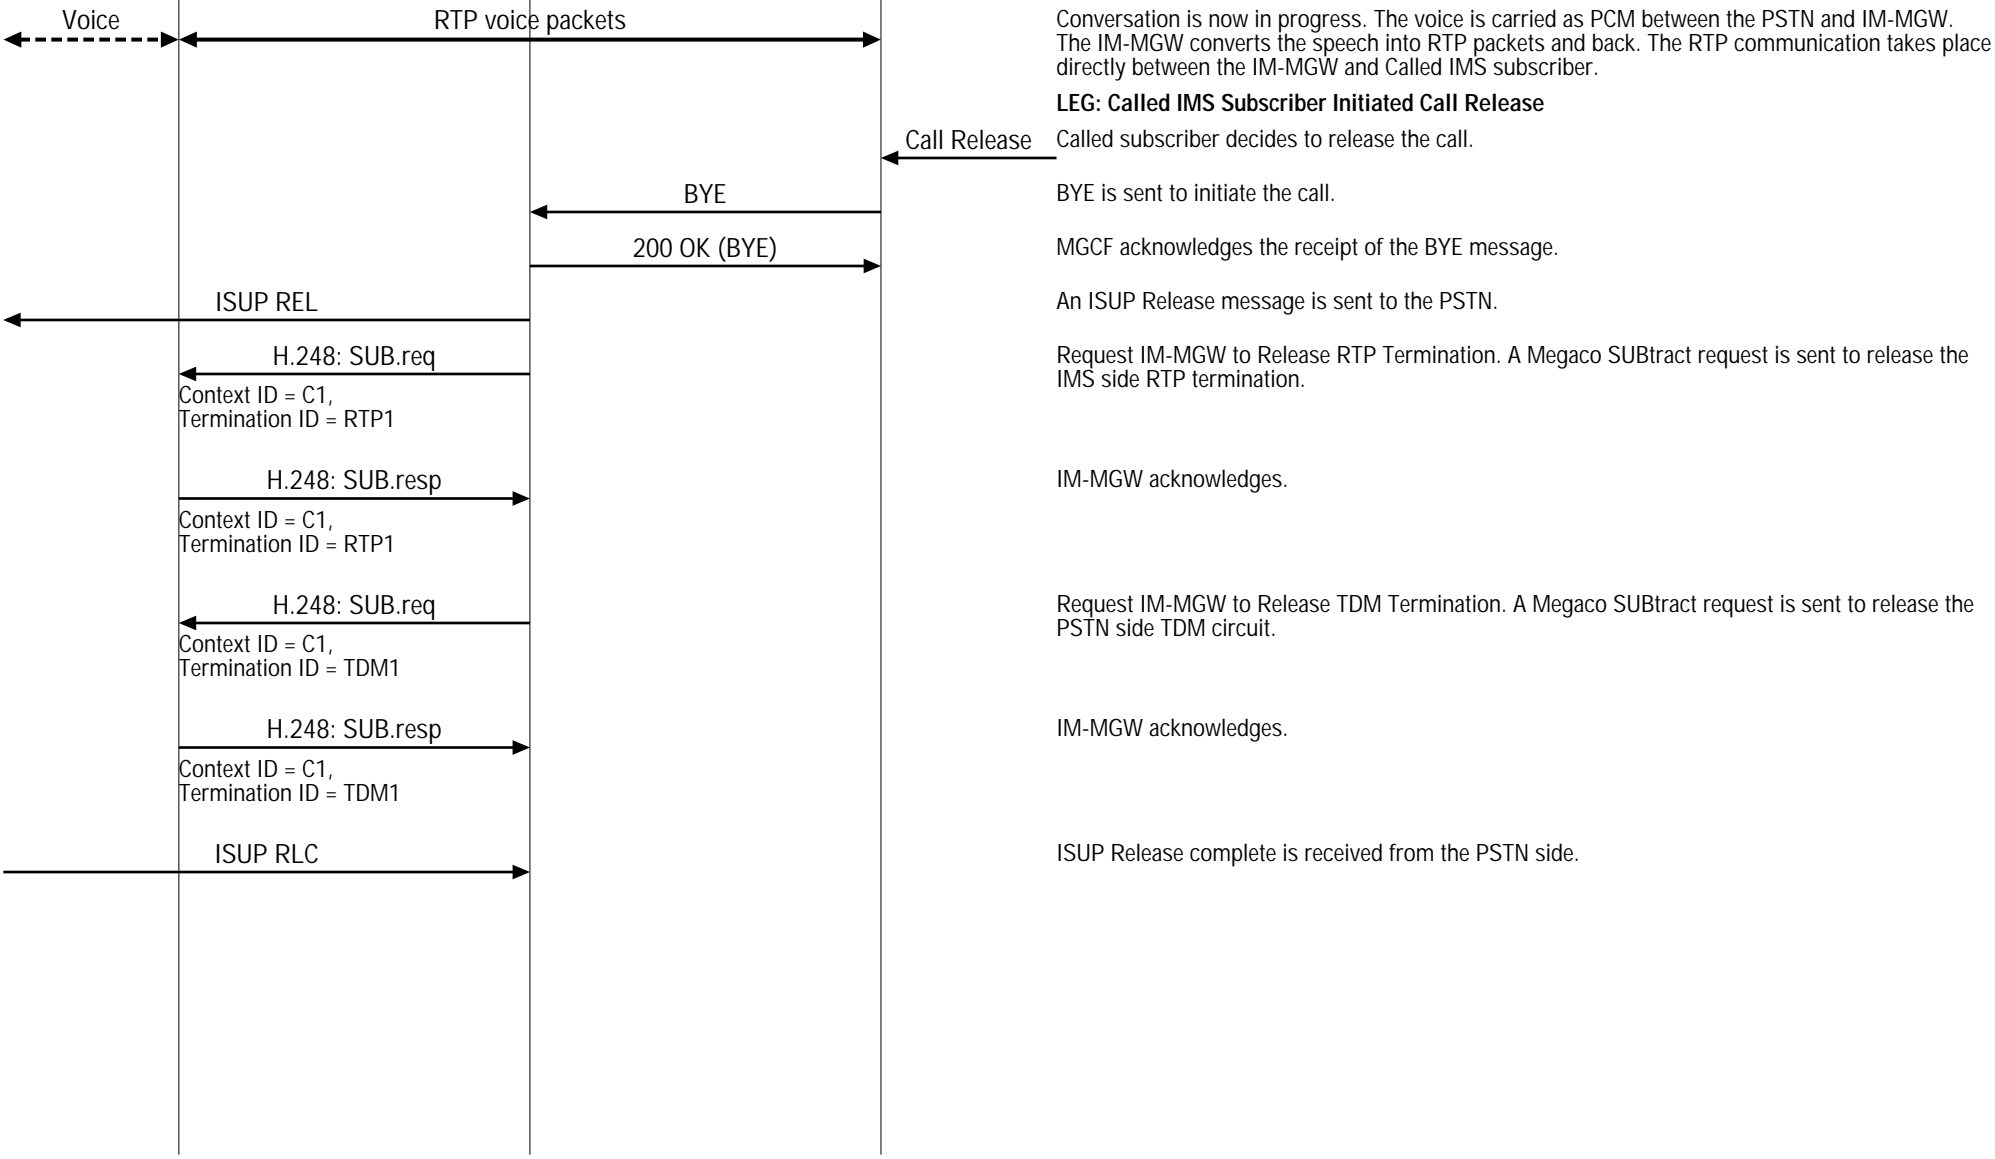 Voice
RTP voice packets
Conversation is now in progress. The voice is carried as PCM between the PSTN and IM-MGW.
The IM-MGW converts the speech into RTP packets and back. The RTP communication takes place
directly between the IM-MGW and Called IMS subscriber.
LEG: Called IMS Subscriber Initiated Call Release
Call Release
Called subscriber decides to release the call.
BYE
BYE is sent to initiate the call.
200 OK (BYE)
MGCF acknowledges the receipt of the BYE message.
ISUP REL
An ISUP Release message is sent to the PSTN.
H.248: SUB.req
Request IM-MGW to Release RTP Termination. A Megaco SUBtract request is sent to release the
IMS side RTP termination.
Context ID = C1,
Termination ID = RTP1
H.248: SUB.resp
IM-MGW acknowledges.
Context ID = C1,
Termination ID = RTP1
H.248: SUB.req
Request IM-MGW to Release TDM Termination. A Megaco SUBtract request is sent to release the
PSTN side TDM circuit.
Context ID = C1,
Termination ID = TDM1
H.248: SUB.resp
IM-MGW acknowledges.
Context ID = C1,
Termination ID = TDM1
ISUP RLC
ISUP Release complete is received from the PSTN side.